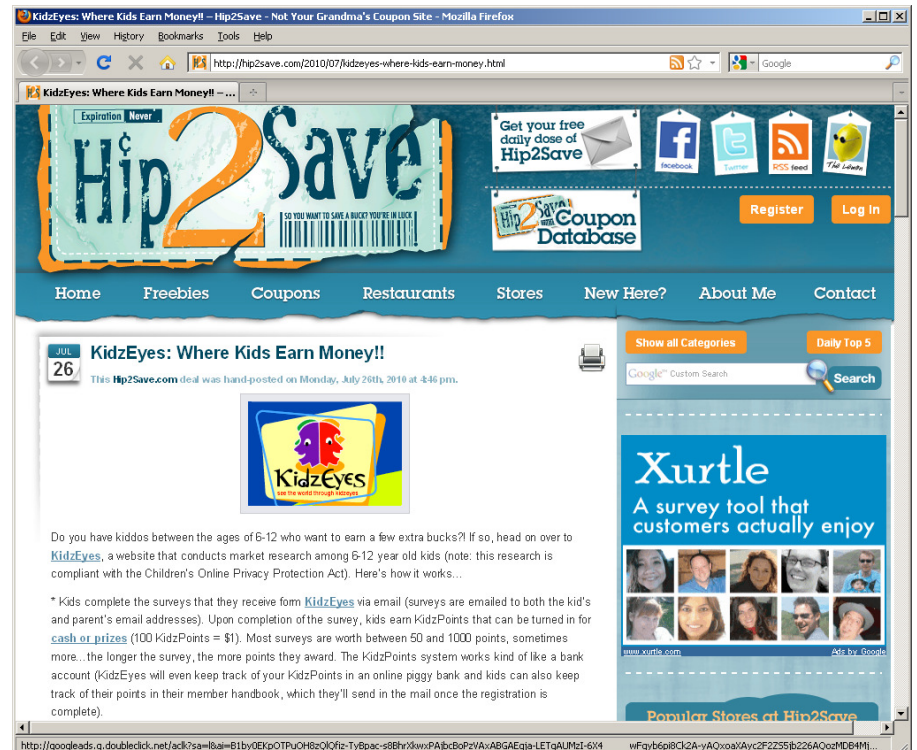 KidzEyes: Where Kids Earn Money!! – Hip2Save - Not Your Grandma's Coupon Site - Mozilla Firefox
File Edit View History Bookmarks Tools Help
http://hip2save.com/2010/07/kidzeyes-where-kids-earn-money.html
Google
KidzEyes: Where Kids Earn Money!! – ...
Expiration Never
Hip2Save
SO YOU WANT TO SAVE A BUCK? YOU'RE IN LUCK!
Get your free
daily dose of
Hip2Save
facebook
Twitter
RSS feed
The Lemon
Hip2Save
Coupon
Database
Register Log In
Home Freebies Coupons Restaurants Stores New Here? About Me Contact
JUL
26
KidzEyes: Where Kids Earn Money!!
This Hip2Save.com deal was hand-posted on Monday, July 26th, 2010 at 4:46 pm.
KidzEyes
see the world through kidzeyes
Do you have kiddos between the ages of 6-12 who want to earn a few extra bucks?! If so, head on over to
KidzEyes, a website that conducts market research among 6-12 year old kids (note: this research is
compliant with the Children's Online Privacy Protection Act). Here's how it works...
* Kids complete the surveys that they receive form KidzEyes via email (surveys are emailed to both the kid's
and parent's email addresses). Upon completion of the survey, kids earn KidzPoints that can be turned in for
cash or prizes (100 KidzPoints = $1). Most surveys are worth between 50 and 1000 points, sometimes
more...the longer the survey, the more points they award. The KidzPoints system works kind of like a bank
account (KidzEyes will even keep track of your KidzPoints in an online piggy bank and kids can also keep
track of their points in their member handbook, which they'll send in the mail once the registration is
complete).
Show all Categories Daily Top 5
Google™ Custom Search
Search
Xurtle
A survey tool that
customers actually enjoy
www.xurtle.com Ads by Google
Popular Stores at Hip2Save